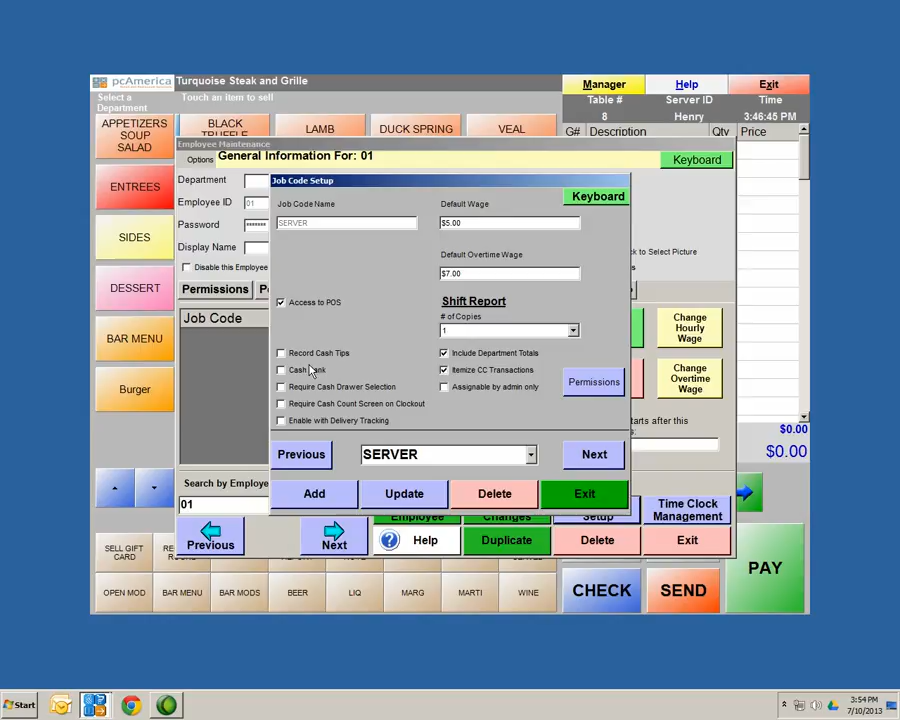 pcAmerica
Turquoise Steak and Grille
Manager
Help
Exit
Select a
Department
Touch an item to sell
Table #
Server ID
Time
8
Henry
3:46:45 PM
APPETIZERS
SOUP
SALAD
BLACK
TRUFFLE
LAMB
DUCK SPRING
VEAL
G#
Description
Qty
Price
Employee Maintenance
Options
General Information For: 01
Keyboard
ENTREES
Department
Job Code Setup
Employee ID
01
Job Code Name
Default Wage
Keyboard
Password
*******
SERVER
$5.00
SIDES
Display Name
Default Overtime Wage
k to Select Picture
Disable this Employee
$7.00
DESSERT
Permissions
Access to POS
Shift Report
# of Copies
1
Job Code
Change
Hourly
Wage
BAR MENU
Record Cash Tips
Include Department Totals
Itemize CC Transactions
Require Cash Drawer Selection
Assignable by admin only
Permissions
Change
Overtime
Wage
Burger
Require Cash Count Screen on Clockout
Enable with Delivery Tracking
tarts after this
$0.00
Previous
SERVER
Next
$0.00
Search by Employe
01
Add
Update
Delete
Exit
Time Clock
Management
Employee
Changes
Setup
Previous
Next
Help
Duplicate
Delete
Exit
SELL GIFT
CARD
PAY
OPEN MOD
BAR MENU
BAR MODS
BEER
LIQ
MARG
MARTI
WINE
CHECK
SEND
Start
3:54 PM
7/10/2013